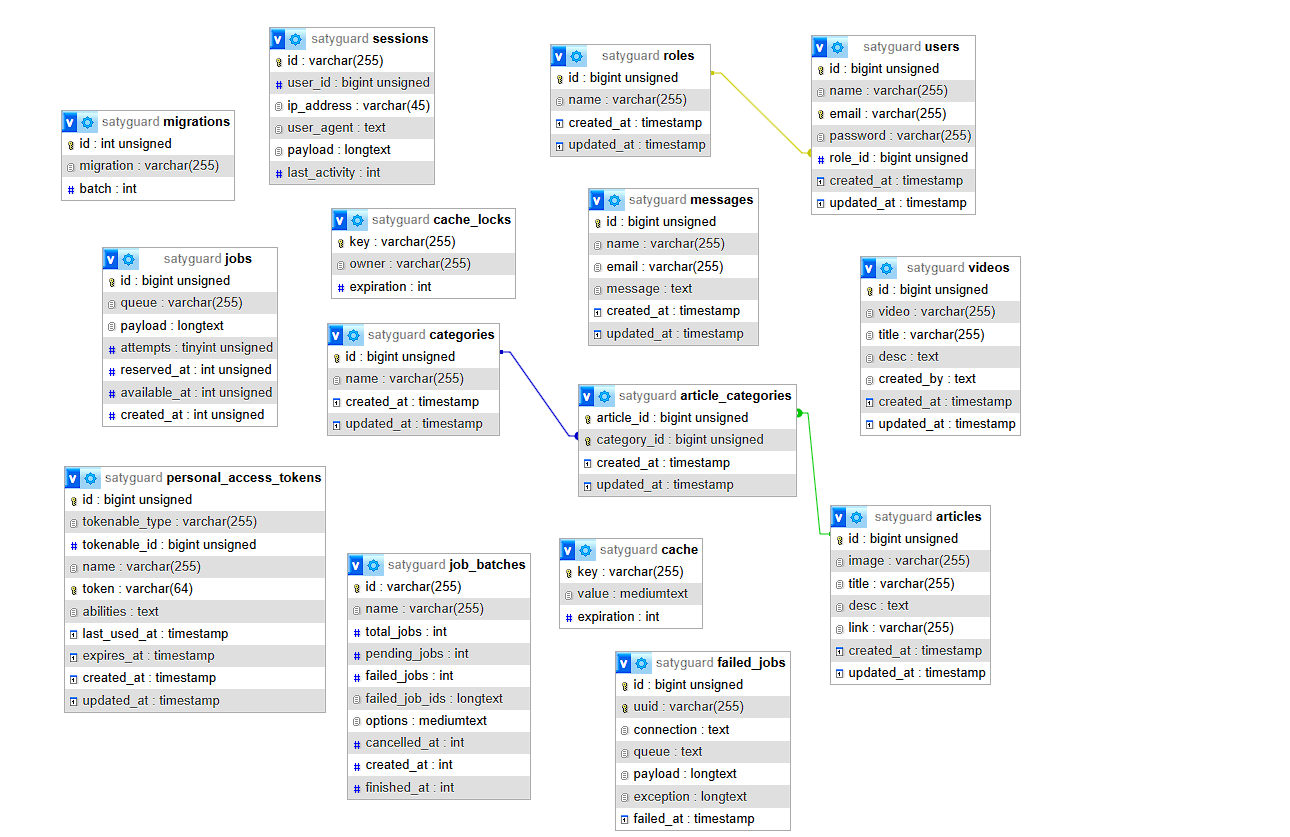 satyguard sessions
id : varchar(255)
user_id : bigint unsigned
ip_address : varchar(45)
user_agent : text
payload : longtext
last_activity : int
satyguard roles
id : bigint unsigned
name : varchar(255)
created_at : timestamp
updated_at : timestamp
satyguard users
id : bigint unsigned
name : varchar(255)
email : varchar(255)
password : varchar(255)
role_id : bigint unsigned
created_at : timestamp
updated_at : timestamp
satyguard migrations
id : int unsigned
migration : varchar(255)
batch : int
satyguard cache_locks
key : varchar(255)
owner : varchar(255)
expiration : int
satyguard messages
id : bigint unsigned
name : varchar(255)
email : varchar(255)
message : text
created_at : timestamp
updated_at : timestamp
satyguard jobs
id : bigint unsigned
queue : varchar(255)
payload : longtext
attempts : tinyint unsigned
reserved_at : int unsigned
available_at : int unsigned
created_at : int unsigned
satyguard videos
id : bigint unsigned
video : varchar(255)
title : varchar(255)
desc : text
created_by : text
created_at : timestamp
updated_at : timestamp
satyguard categories
id : bigint unsigned
name : varchar(255)
created_at : timestamp
updated_at : timestamp
satyguard article_categories
article_id : bigint unsigned
category_id : bigint unsigned
created_at : timestamp
updated_at : timestamp
satyguard personal_access_tokens
id : bigint unsigned
tokenable_type : varchar(255)
tokenable_id : bigint unsigned
name : varchar(255)
token : varchar(64)
abilities : text
last_used_at : timestamp
expires_at : timestamp
created_at : timestamp
updated_at : timestamp
satyguard job_batches
id : varchar(255)
name : varchar(255)
total_jobs : int
pending_jobs : int
failed_jobs : int
failed_job_ids : longtext
options : mediumtext
cancelled_at : int
created_at : int
finished_at : int
satyguard cache
key : varchar(255)
value : mediumtext
expiration : int
satyguard articles
id : bigint unsigned
image : varchar(255)
title : varchar(255)
desc : text
link : varchar(255)
created_at : timestamp
updated_at : timestamp
satyguard failed_jobs
id : bigint unsigned
uuid : varchar(255)
connection : text
queue : text
payload : longtext
exception : longtext
failed_at : timestamp